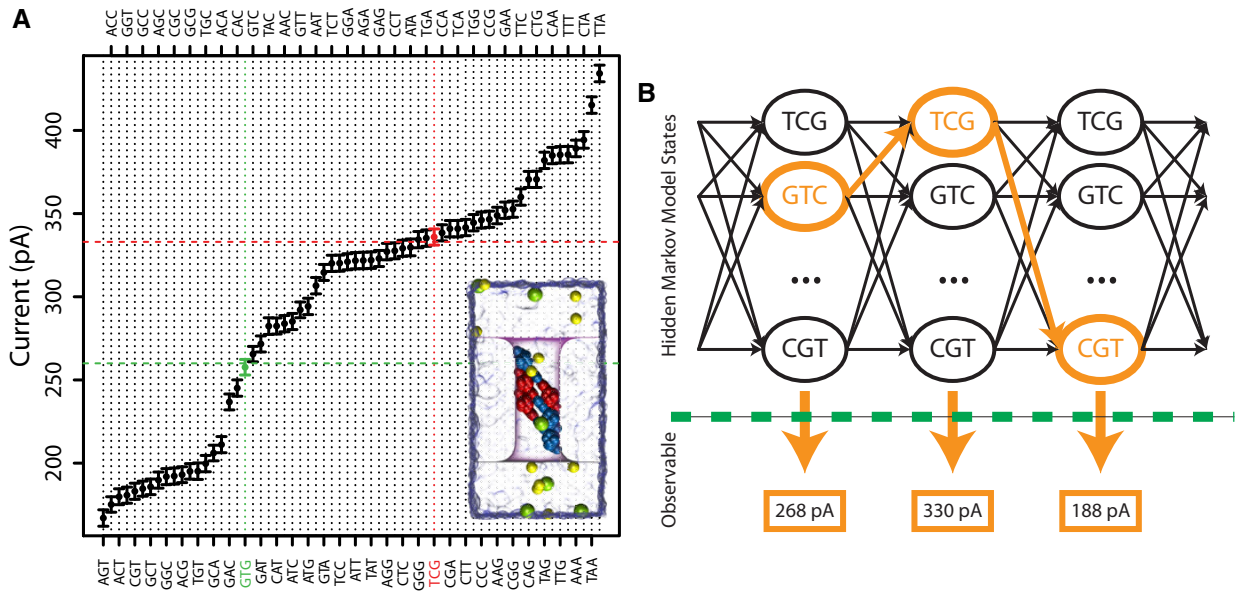 A
ACC GGT GCC AGC CGC GCG TGC ACA CAC GTC TAC AAC GTT AAT TCT GGA AGA GAG CCT ATA TGA CCA TCA TGG CCG GAA TTC CTG CAA TTT CTA TTA
Current (pA)
400
350
300
250
200
AGT ACT CGT GCT GGC ACG TGT GCA GAC GTG GAT CAT ATC ATG GTA TCC ATT TAT AGG CTC GGG TCG CGA CTT CCC AAG CGG CAG TAG TTG AAA TAA
B
Hidden Markov Model States
TCG TCG TCG
GTC GTC GTC
... ... ...
CGT CGT CGT
Observable
268 pA 330 pA 188 pA